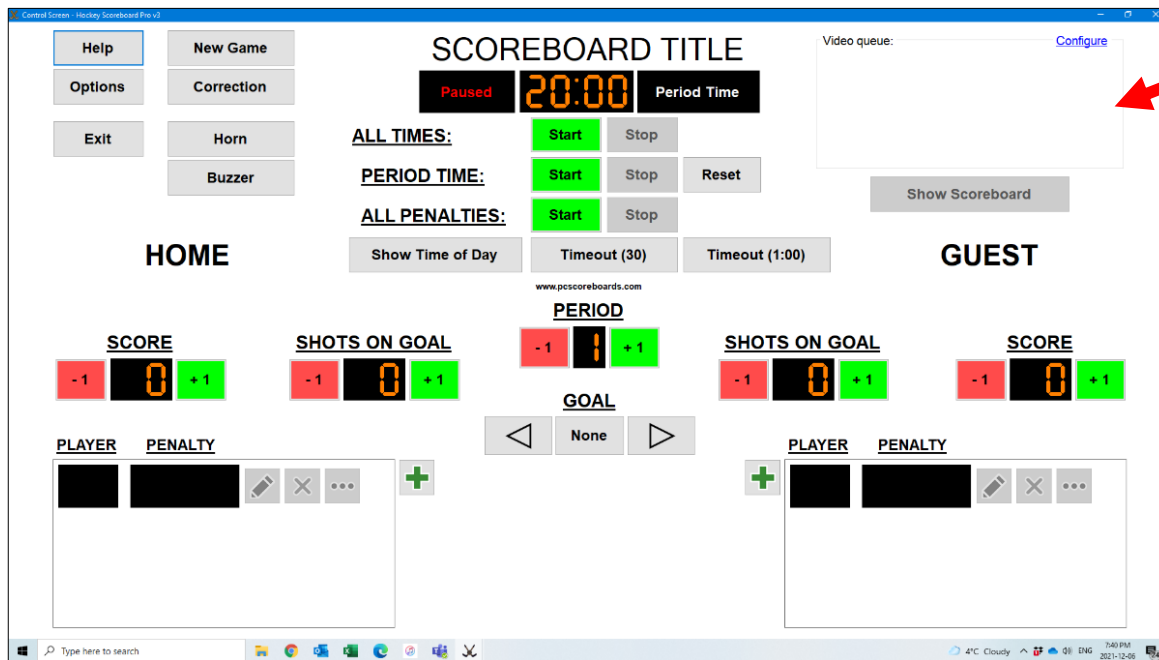 Control Screen - Hockey Scoreboard Pro v3
Help
New Game
SCOREBOARD TITLE
Video queue:
Configure
Options
Correction
Paused
20:00
Period Time
Exit
Horn
ALL TIMES:
Start
Stop
Buzzer
PERIOD TIME:
Start
Stop
Reset
Show Scoreboard
ALL PENALTIES:
Start
Stop
HOME
Show Time of Day
Timeout (30)
Timeout (1:00)
GUEST
www.pcscoreboards.com
PERIOD
- 1
1
+ 1
SCORE
SHOTS ON GOAL
SHOTS ON GOAL
SCORE
- 1
0
+ 1
- 1
0
+ 1
- 1
0
+ 1
- 1
0
+ 1
GOAL
None
PLAYER
PENALTY
PLAYER
PENALTY
Type here to search
4°C Cloudy
ENG
7:40 PM
2021-12-06